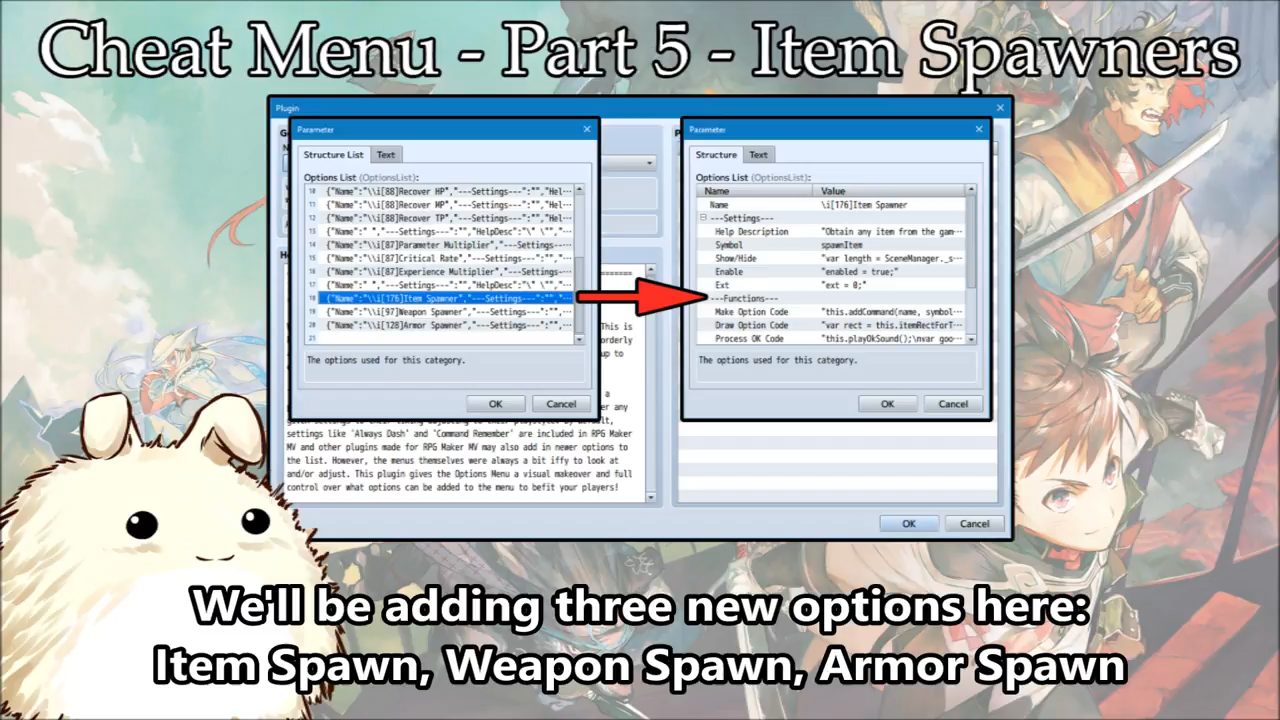 Cheat Menu - Part 5 - Item Spawners
Plugin
Parameter
Structure List
Text
Options List (OptionsList):
10 {"Name":"\\i[88]Recover HP","---Settings---":"","Hel···
11 {"Name":"\\i[88]Recover MP","---Settings---":"","Hel···
12 {"Name":"\\i[88]Recover TP","---Settings---":"","Hel···
13 {"Name":" ","---Settings---":"","HelpDesc":"\" \"",···
14 {"Name":"\\i[87]Parameter Multiplier","---Settings···
15 {"Name":"\\i[87]Critical Rate","---Settings---":"",···
16 {"Name":"\\i[87]Experience Multiplier","---Settings···
17 {"Name":" ","---Settings---":"","HelpDesc":"\" \"",···
18 {"Name":"\\i[176]Item Spawner","---Settings---":"",···
19 {"Name":"\\i[97]Weapon Spawner","---Settings---":"",···
20 {"Name":"\\i[128]Armor Spawner","---Settings---":"",···
21
The options used for this category.
OK
Cancel
Parameter
Structure
Text
Options List (OptionsList):
Name Value
Name \i[176]Item Spawner
---Settings---
Help Description "Obtain any item from the gam···
Symbol spawnItem
Show/Hide "var length = SceneManager._s···
Enable "enabled = true;"
Ext "ext = 0;"
---Functions---
Make Option Code "this.addCommand(name, symbol···
Draw Option Code "var rect = this.itemRectForT···
Process OK Code "this.playOkSound();\nvar goo···
The options used for this category.
OK
Cancel
This is
orderly
up to
a
any
settings like 'Always Dash' and 'Command Remember' are included in RPG Maker
MV and other plugins made for RPG Maker MV may also add in newer options to
the list. However, the menus themselves were always a bit iffy to look at
and/or adjust. This plugin gives the Options Menu a visual makeover and full
control over what options can be added to the menu to befit your players!
OK
Cancel
We'll be adding three new options here:
Item Spawn, Weapon Spawn, Armor Spawn